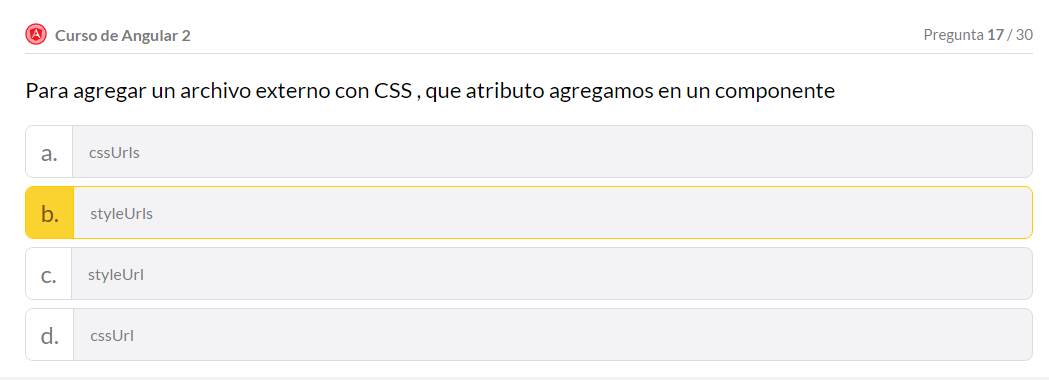 Curso de Angular 2
Pregunta 17 / 30
Para agregar un archivo externo con CSS , que atributo agregamos en un componente
a. cssUrls
b. styleUrls
c. styleUrl
d. cssUrl